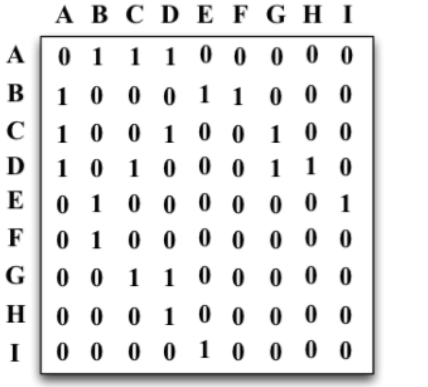 A B C D E F G H I
A 0 1 1 1 0 0 0 0 0
B 1 0 0 0 1 1 0 0 0
C 1 0 0 1 0 0 1 0 0
D 1 0 1 0 0 0 1 1 0
E 0 1 0 0 0 0 0 0 1
F 0 1 0 0 0 0 0 0 0
G 0 0 1 1 0 0 0 0 0
H 0 0 0 1 0 0 0 0 0
I 0 0 0 0 1 0 0 0 0